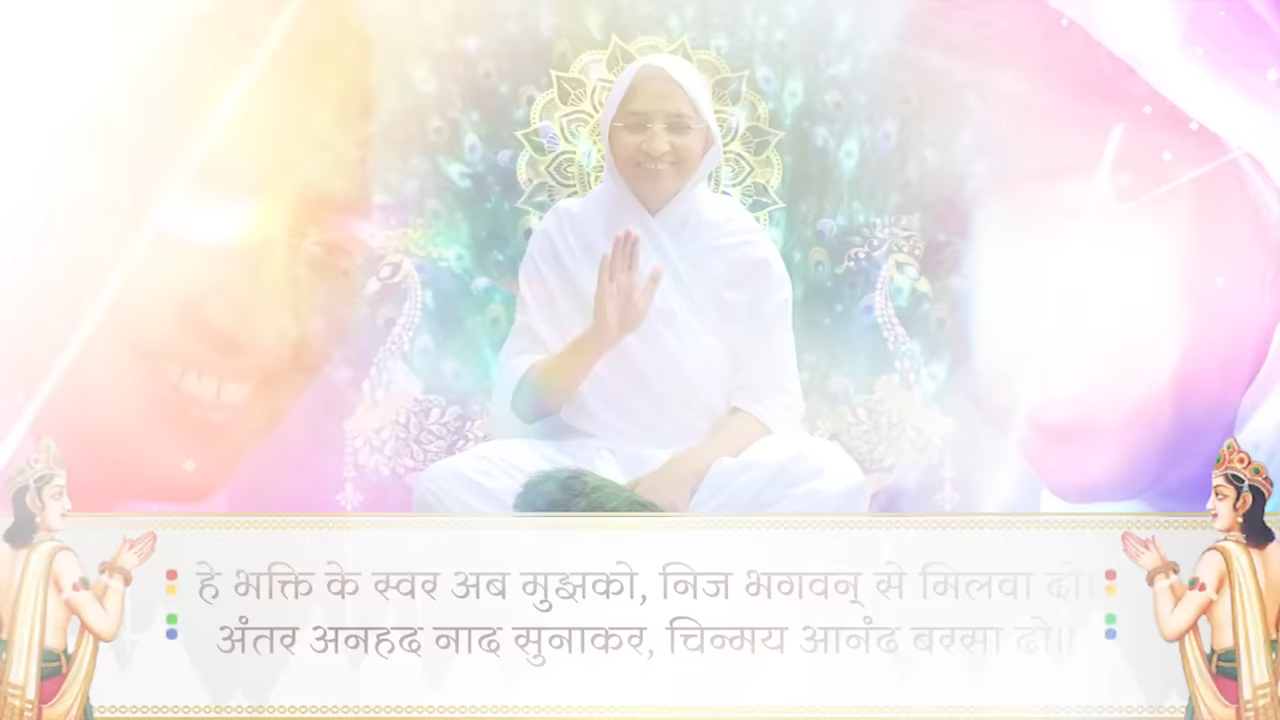 हे भक्ति के स्वर अब मुझको, निज भगवन् से मिलवा दो।
अंतर अनहद नाद सुनाकर, चिन्मय आनंद बरसा दो॥